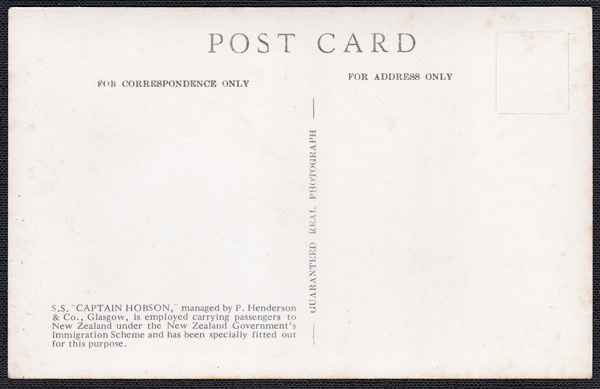 POST CARD
FOR CORRESPONDENCE ONLY
FOR ADDRESS ONLY
GUARANTEED REAL PHOTOGRAPH
S.S. "CAPTAIN HOBSON," managed by P. Henderson
& Co., Glasgow, is employed carrying passengers to
New Zealand under the New Zealand Government's
Immigration Scheme and has been specially fitted out
for this purpose.